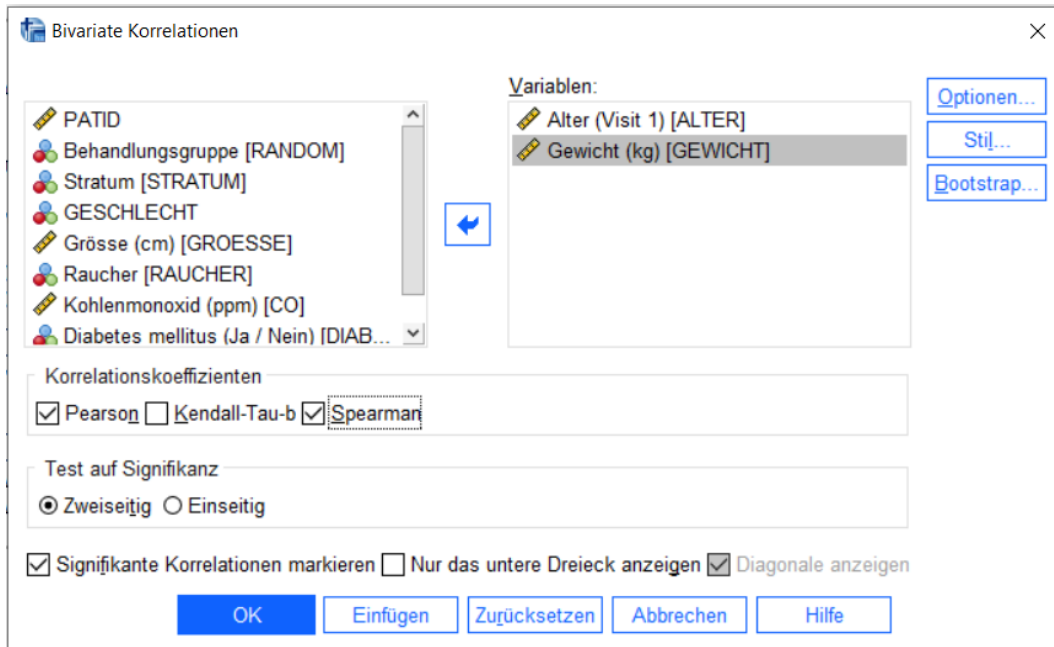 Bivariate Korrelationen
Variablen:
PATID
Behandlungsgruppe [RANDOM]
Stratum [STRATUM]
GESCHLECHT
Grösse (cm) [GROESSE]
Raucher [RAUCHER]
Kohlenmonoxid (ppm) [CO]
Diabetes mellitus (Ja / Nein) [DIAB...
Alter (Visit 1) [ALTER]
Gewicht (kg) [GEWICHT]
Optionen...
Stil...
Bootstrap...
Korrelationskoeffizienten
Pearson Kendall-Tau-b Spearman
Test auf Signifikanz
Zweiseitig Einseitig
Signifikante Korrelationen markieren Nur das untere Dreieck anzeigen Diagonale anzeigen
OK Einfügen Zurücksetzen Abbrechen Hilfe